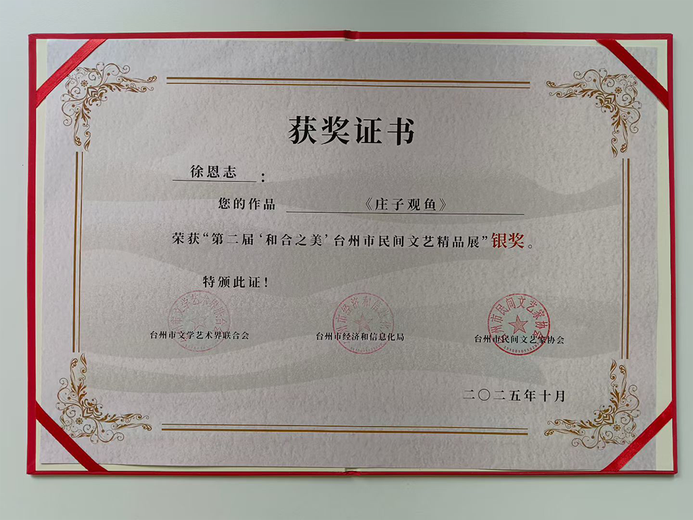 获奖证书
徐恩志：
您的作品 《庄子观鱼》
荣获“第二届‘和合之美’台州市民间文艺精品展”银奖。
特颁此证！
台州市文学艺术界联合会 台州市经济和信息化局 台州市民间文艺家协会
二〇二五年十月